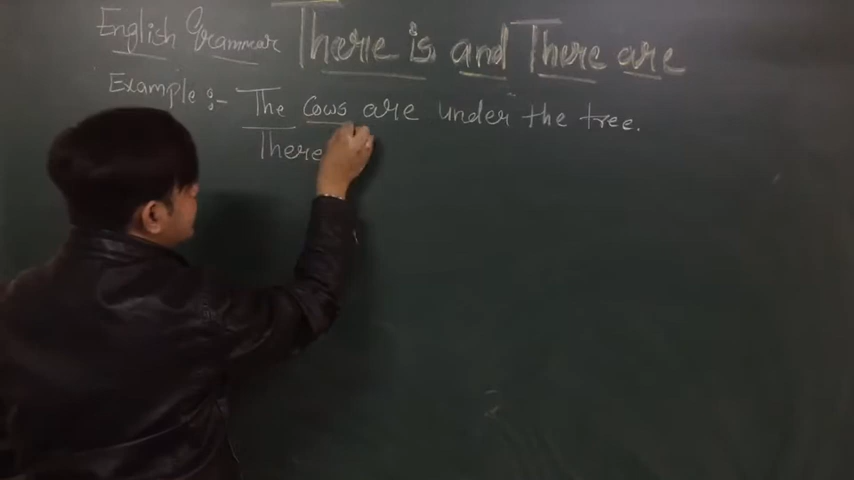 English Grammar There is and There are
Example :- The Cows are under the tree.
There